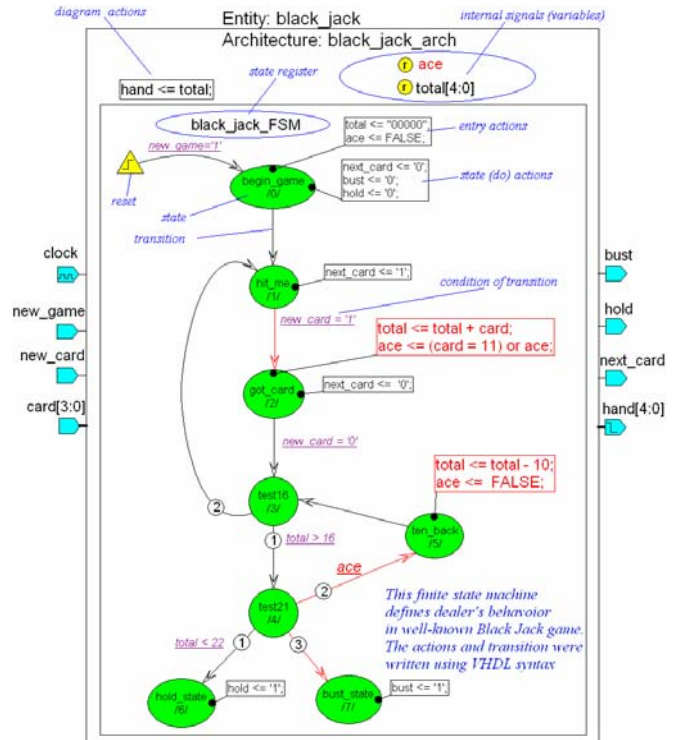 diagram actions
Entity: black_jack
internal signals (variables)
Architecture: black_jack_arch
r ace
r total[4:0]
hand <= total;
state register
black_jack_FSM
total <= "00000";
ace <= FALSE;
entry actions
new_game='1'
begin_game
/0/
next_card <= '0';
bust <= '0';
hold <= '0';
state (do) actions
reset
state
transition
clock
bust
hit_me
/1/
next_card <= '1';
new_game
hold
new_card = '1'
condition of transition
total <= total + card;
ace <= (card = 11) or ace;
new_card
next_card
got_card
/2/
next_card <= '0';
card[3:0]
hand[4:0]
new_card = '0'
total <= total - 10;
ace <= FALSE;
test16
/3/
2
1
total > 16
ten_back
/5/
ace
2
test21
/4/
This finite state machine
defines dealer's behavoior
in well-known Black Jack game.
The actions and transition were
written using VHDL syntax
total < 22
1
3
hold_state
/6/
hold <= '1';
bust_state
/7/
bust <= '1';